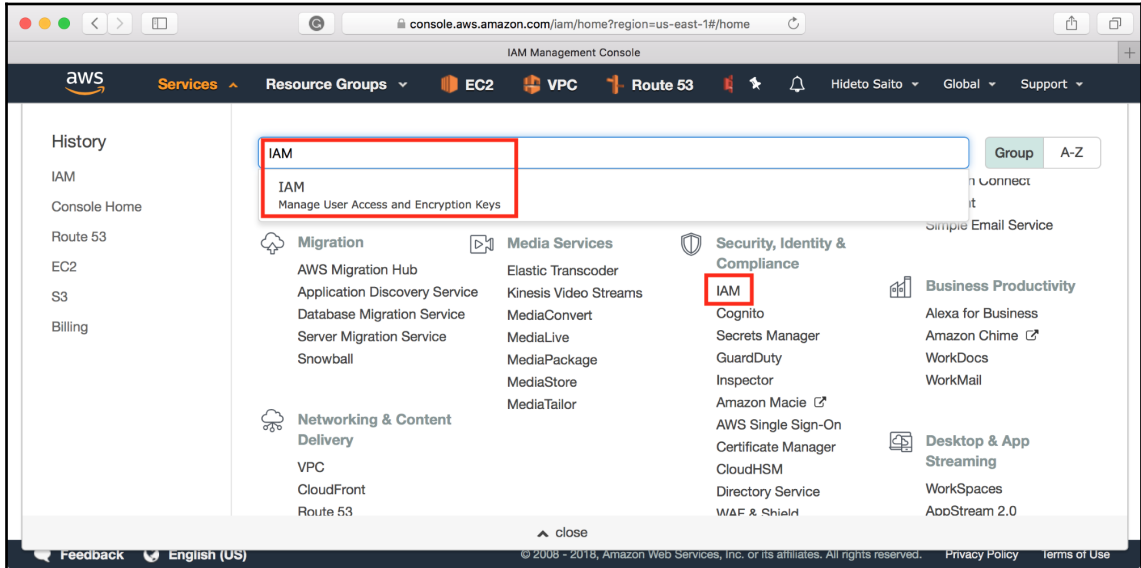 console.aws.amazon.com/iam/home?region=us-east-1#/home
IAM Management Console
aws
Services
Resource Groups
EC2
VPC
Route 53
Hideto Saito
Global
Support
History
IAM
Console Home
Route 53
EC2
S3
Billing
IAM
Group
A-Z
IAM
Manage User Access and Encryption Keys
Migration
AWS Migration Hub
Application Discovery Service
Database Migration Service
Server Migration Service
Snowball
Networking & Content
Delivery
VPC
CloudFront
Route 53
Media Services
Elastic Transcoder
Kinesis Video Streams
MediaConvert
MediaLive
MediaPackage
MediaStore
MediaTailor
Security, Identity &
Compliance
IAM
Cognito
Secrets Manager
GuardDuty
Inspector
Amazon Macie
AWS Single Sign-On
Certificate Manager
CloudHSM
Directory Service
WAF & Shield
Connect
Simple Email Service
Business Productivity
Alexa for Business
Amazon Chime
WorkDocs
WorkMail
Desktop & App
Streaming
WorkSpaces
AppStream 2.0
close
Feedback
English (US)
© 2008 - 2018, Amazon Web Services, Inc. or its affiliates. All rights reserved.
Privacy Policy
Terms of Use